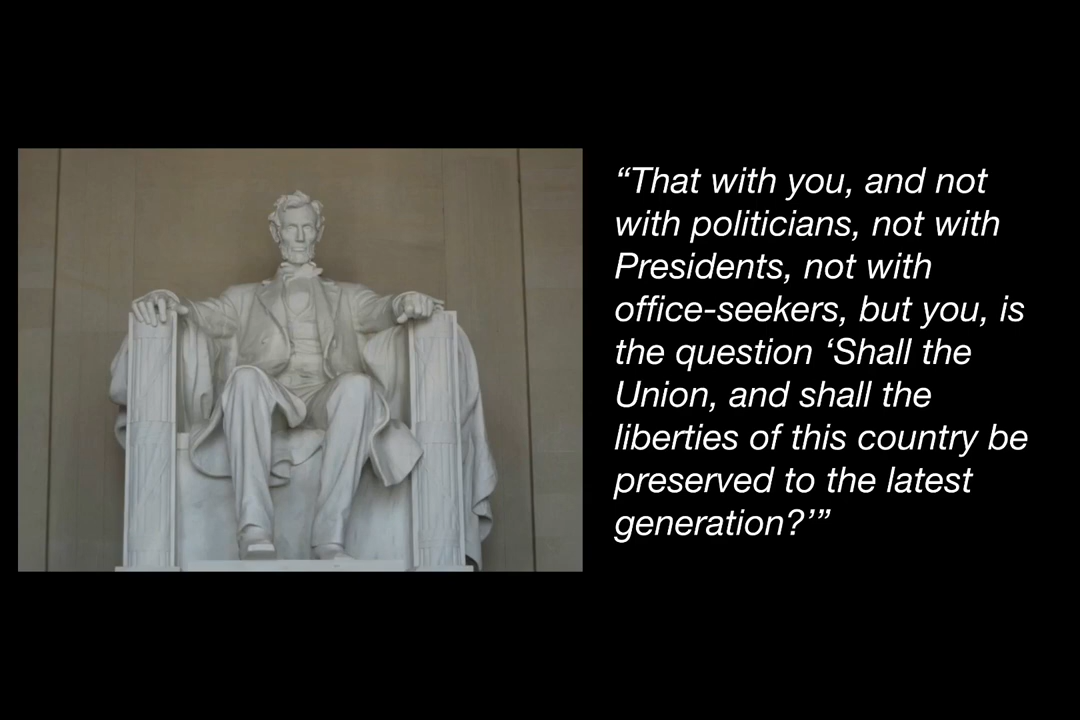 “That with you, and not
with politicians, not with
Presidents, not with
office-seekers, but you, is
the question ‘Shall the
Union, and shall the
liberties of this country be
preserved to the latest
generation?’”